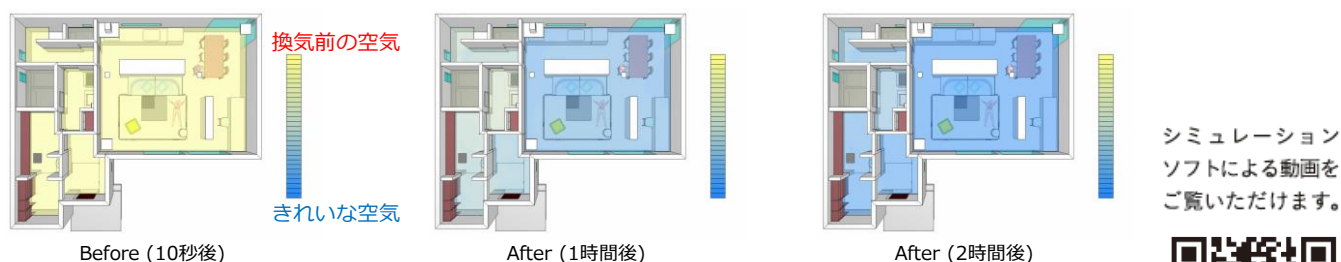 換気前の空気
きれいな空気
Before (10秒後)
After (1時間後)
After (2時間後)
シミュレーション
ソフトによる動画を
ご覧いただけます。